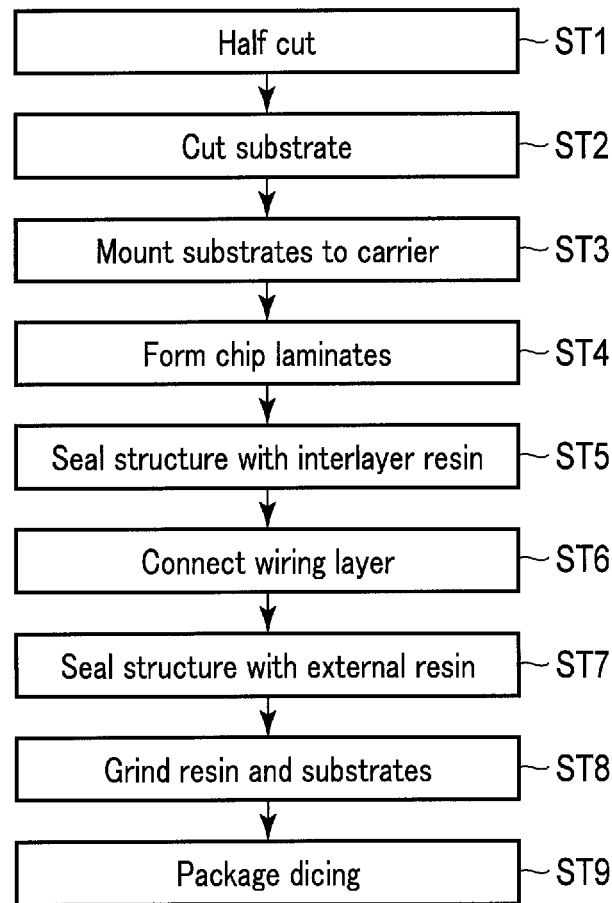 Half cut ST1
Cut substrate ST2
Mount substrates to carrier ST3
Form chip laminates ST4
Seal structure with interlayer resin ST5
Connect wiring layer ST6
Seal structure with external resin ST7
Grind resin and substrates ST8
Package dicing ST9